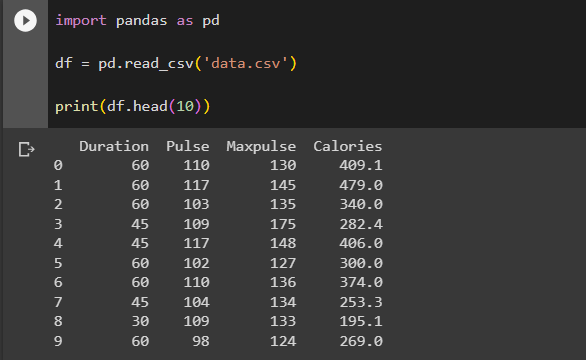 import pandas as pd
df = pd.read_csv('data.csv')
print(df.head(10))
Duration Pulse Maxpulse Calories
0 60 110 130 409.1
1 60 117 145 479.0
2 60 103 135 340.0
3 45 109 175 282.4
4 45 117 148 406.0
5 60 102 127 300.0
6 60 110 136 374.0
7 45 104 134 253.3
8 30 109 133 195.1
9 60 98 124 269.0